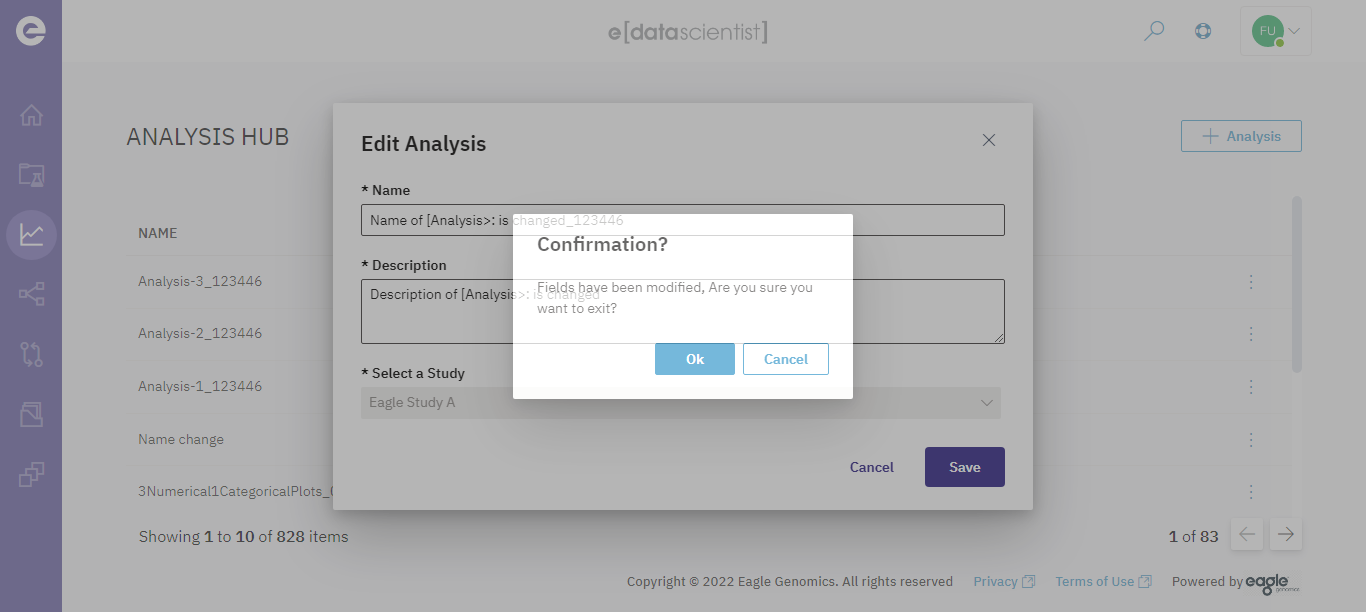 e[datascientist]
FU
ANALYSIS HUB
+ Analysis
Edit Analysis
* Name
Name of [Analysis>: is changed_123446
* Description
Description of [Analysis>: is changed
* Select a Study
Eagle Study A
Cancel
Save
Confirmation?
Fields have been modified, Are you sure you
want to exit?
Ok
Cancel
NAME
Analysis-3_123446
Analysis-2_123446
Analysis-1_123446
Name change
3Numerical1CategoricalPlots_
Showing 1 to 10 of 828 items
1 of 83
Copyright © 2022 Eagle Genomics. All rights reserved
Privacy
Terms of Use
Powered by eagle genomics